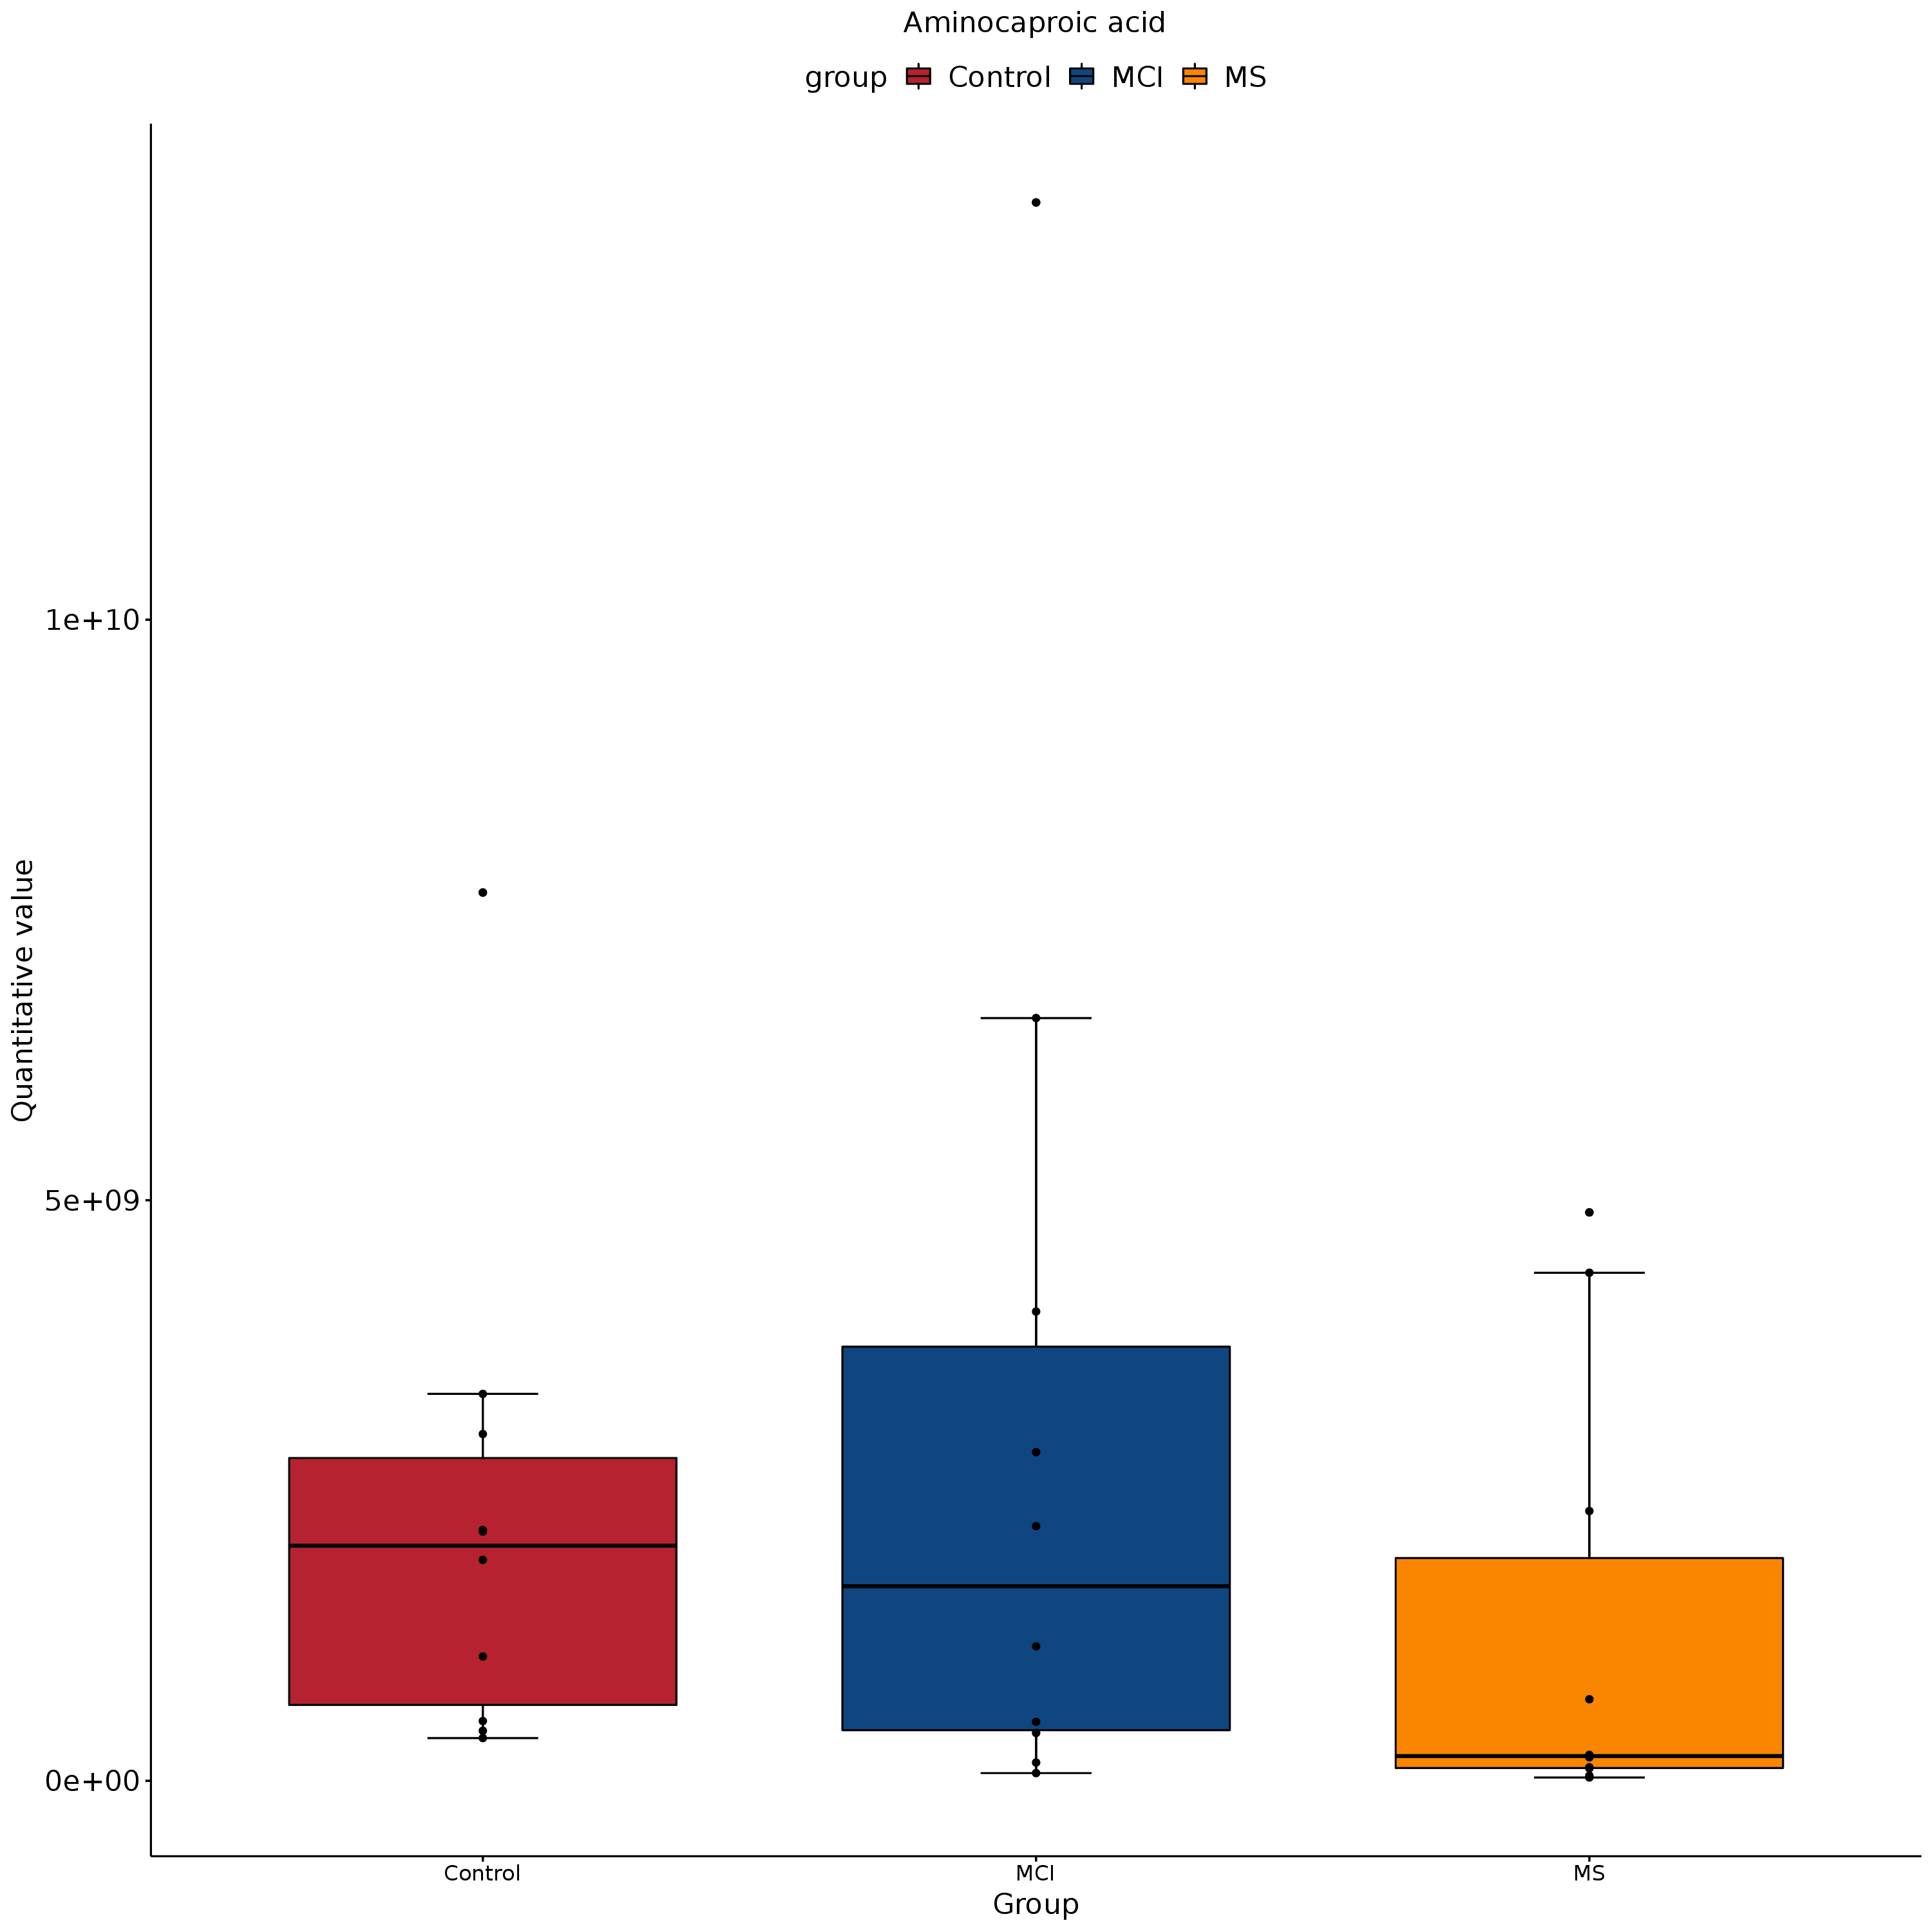 Aminocaproic acid
group Control MCI MS
Quantitative value
1e+10
5e+09
0e+00
Control MCI MS
Group